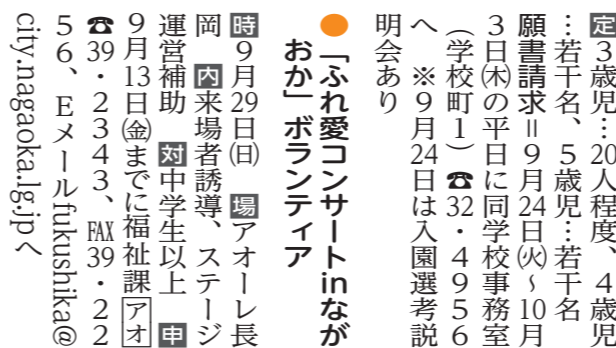 定3歳児…20人程度、4歳児
…若干名、5歳児…若干名
願書請求＝9月24日㈫〜10月
3日㈭の平日に同学校事務室
（学校町1）☎32・4956
へ　※9月24日は入園選考説
明会あり
●「ふれ愛コンサートinなが
おか」ボランティア
時9月29日㈰　場アオーレ長
岡　内来場者誘導、ステージ
運営補助　対中学生以上　申
9月13日㈮までに福祉課アオ
☎39・2343、FAX39・22
56、Eメールfukushika@
city.nagaoka.lg.jpへ